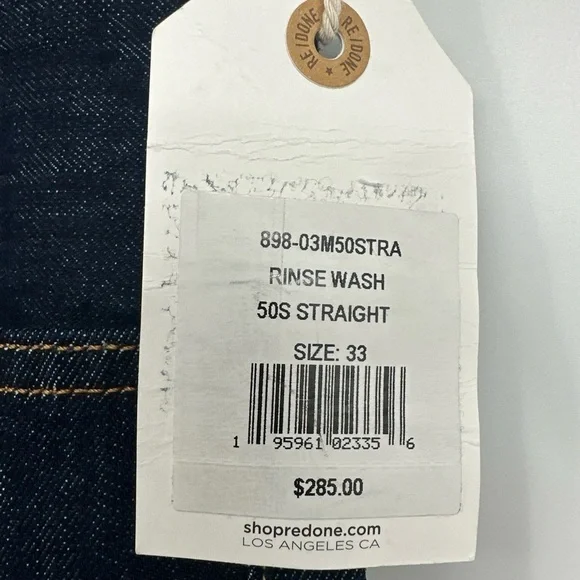 RE/DONE ★ RE/DONE
898-03M50STRA
RINSE WASH
50S STRAIGHT
SIZE: 33
1 95961 02335 6
$285.00
shopredone.com
LOS ANGELES CA